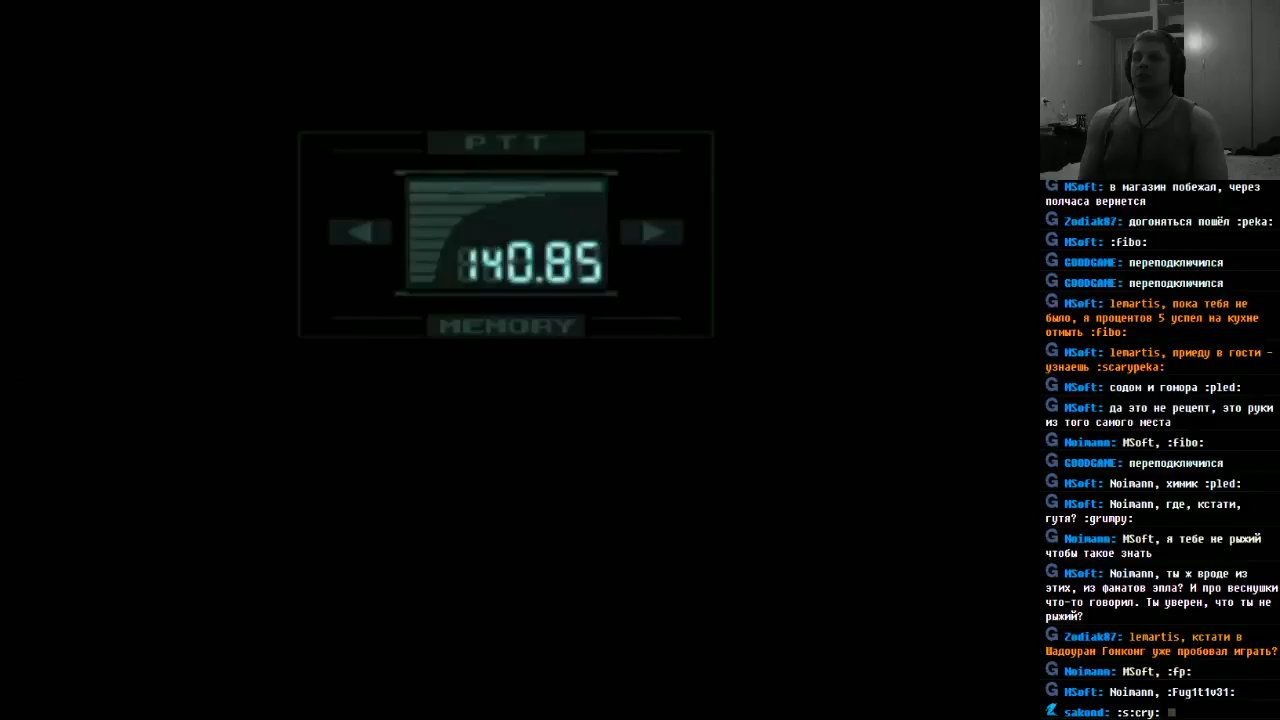 PTT
140.85
MEMORY
MSoft: в магазин побежал, через
полчаса вернется
Zodiak87: догоняться пошёл :peka:
MSoft: :fibo:
GOODGAME: переподключился
GOODGAME: переподключился
MSoft: lemartis, пока тебя не
было, я процентов 5 успел на кухне
отмыть :fibo:
MSoft: lemartis, приеду в гости -
узнаешь :scarypeka:
MSoft: содом и гомора :pled:
MSoft: да это не рецепт, это руки
из того самого места
Noimann: MSoft, :fibo:
GOODGAME: переподключился
MSoft: Noimann, химик :pled:
MSoft: Noimann, где, кстати,
гутя? :grumpy:
Noimann: MSoft, я тебе не рыжий
чтобы такое знать
MSoft: Noimann, ты ж вроде из
этих, из фанатов эпла? И про веснушки
что-то говорил. Ты уверен, что ты не
рыжий?
Zodiak87: lemartis, кстати в
Шадоуран Гонконг уже пробовал играть?
Noimann: MSoft, :fp:
MSoft: Noimann, :Fug1t1v31:
sakond: :s:cry: